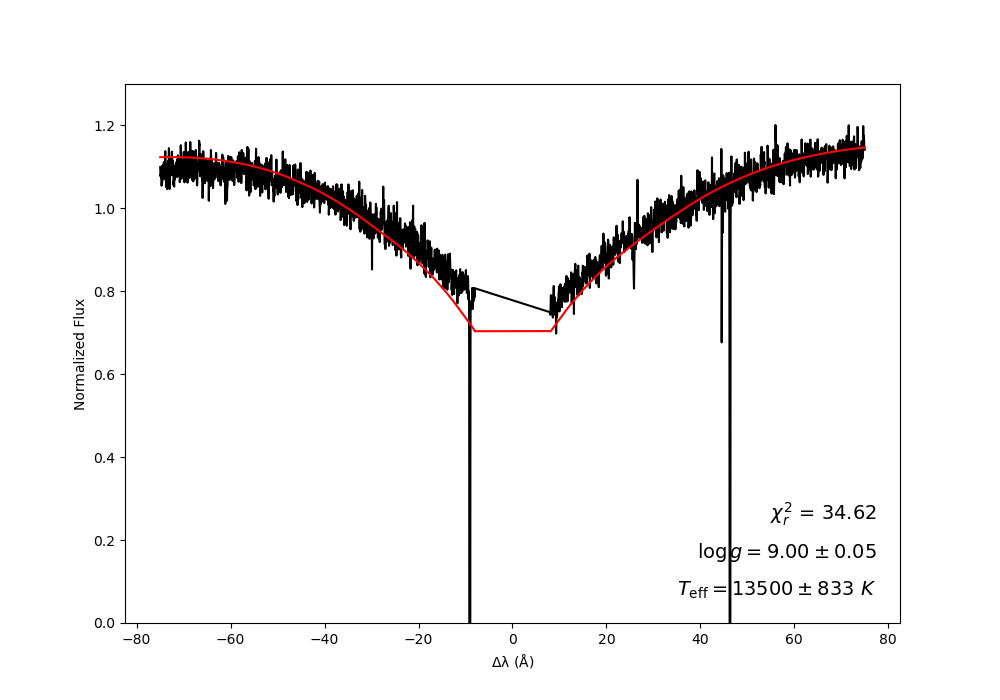 1.2
1.0
0.8
0.6
0.4
0.2
0.0
Normalized Flux
χ²ᵣ = 34.62
log g = 9.00 ± 0.05
T_eff = 13500 ± 833 K
−80 −60 −40 −20 0 20 40 60 80
Δλ (Å)